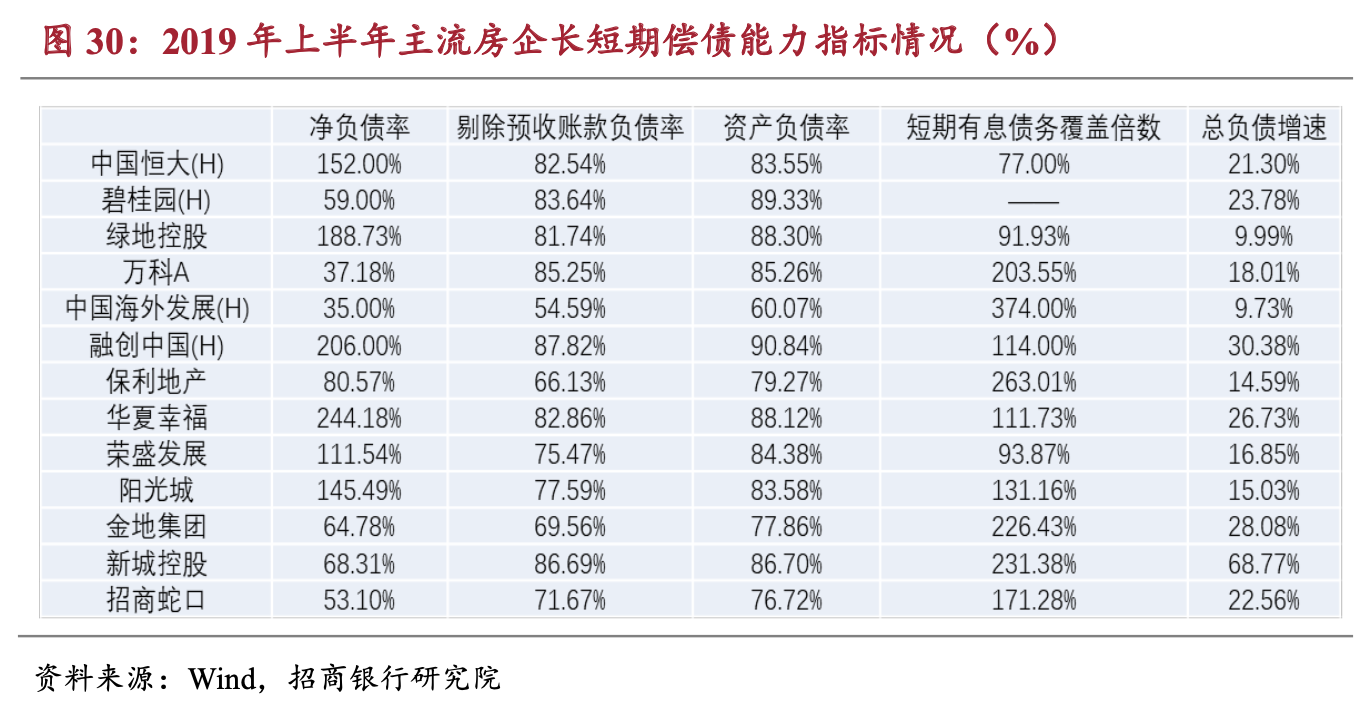 图 30：2019 年上半年主流房企长短期偿债能力指标情况（%）
净负债率 剔除预收账款负债率 资产负债率 短期有息债务覆盖倍数 总负债增速
中国恒大(H) 152.00% 82.54% 83.55% 77.00% 21.30%
碧桂园(H) 59.00% 83.64% 89.33% —— 23.78%
绿地控股 188.73% 81.74% 88.30% 91.93% 9.99%
万科A 37.18% 85.25% 85.26% 203.55% 18.01%
中国海外发展(H) 35.00% 54.59% 60.07% 374.00% 9.73%
融创中国(H) 206.00% 87.82% 90.84% 114.00% 30.38%
保利地产 80.57% 66.13% 79.27% 263.01% 14.59%
华夏幸福 244.18% 82.86% 88.12% 111.73% 26.73%
荣盛发展 111.54% 75.47% 84.38% 93.87% 16.85%
阳光城 145.49% 77.59% 83.58% 131.16% 15.03%
金地集团 64.78% 69.56% 77.86% 226.43% 28.08%
新城控股 68.31% 86.69% 86.70% 231.38% 68.77%
招商蛇口 53.10% 71.67% 76.72% 171.28% 22.56%
资料来源：Wind，招商银行研究院